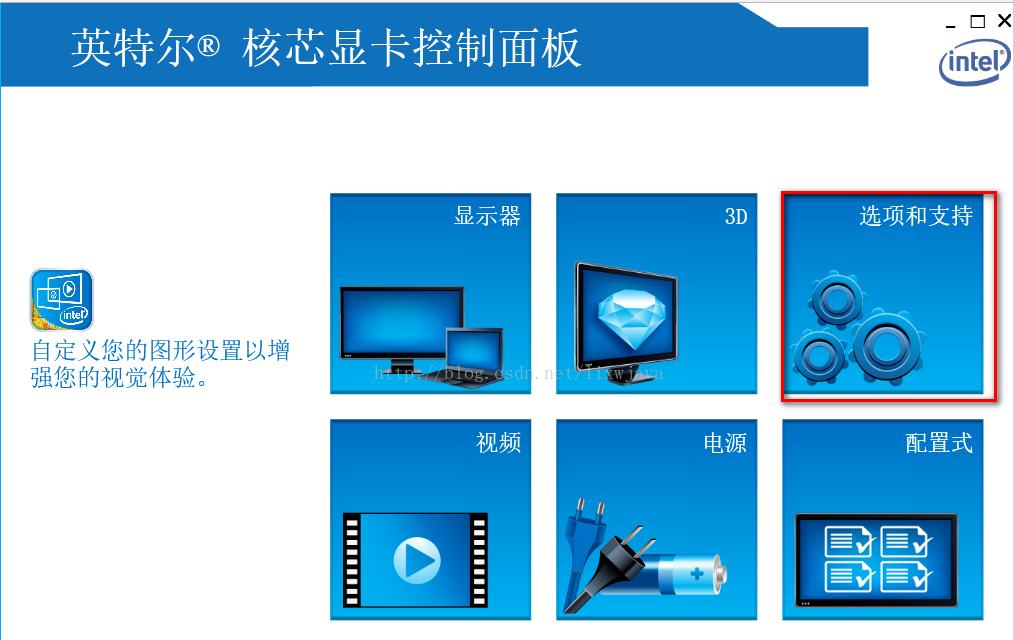 英特尔® 核芯显卡控制面板
intel®
显示器
3D
选项和支持
intel
自定义您的图形设置以增
强您的视觉体验。
http://blog.csdn.net/lixwjava
视频
电源
配置式